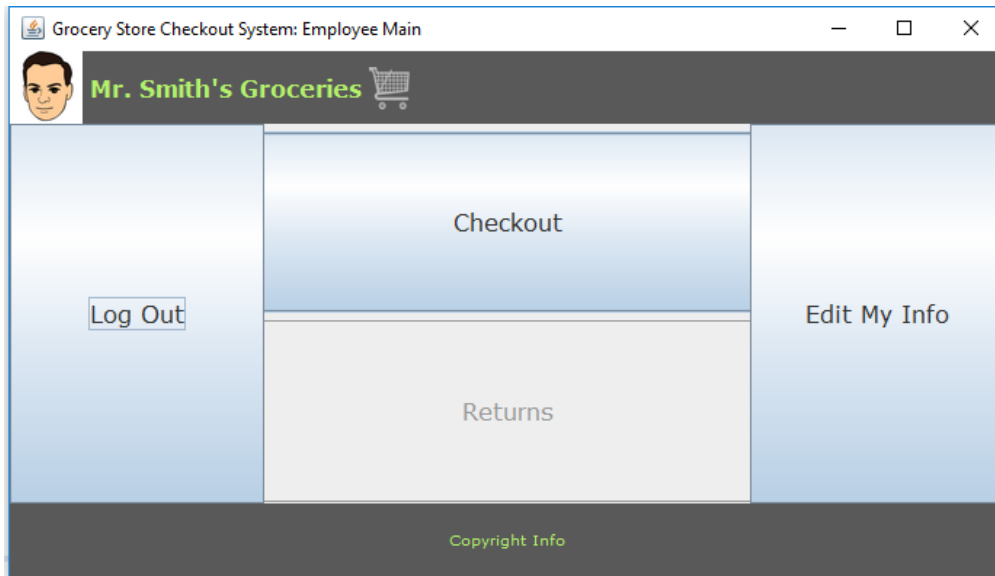 Grocery Store Checkout System: Employee Main
Mr. Smith's Groceries
Checkout
Log Out
Edit My Info
Returns
Copyright Info